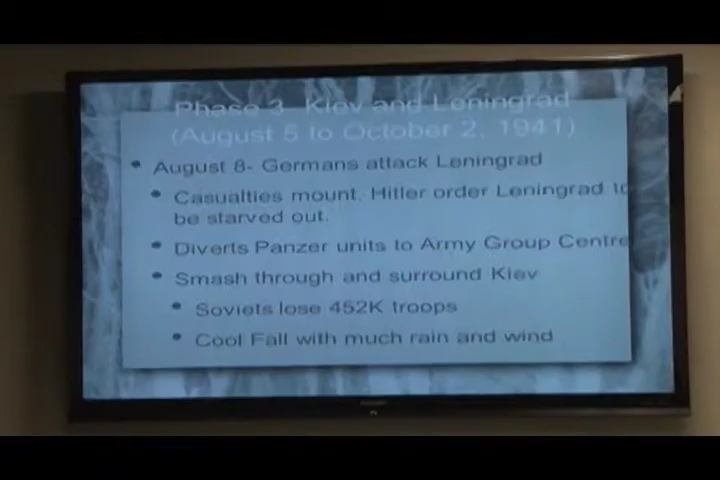 Phase 3- Kiev and Leningrad
(August 5 to October 2, 1941)
• August 8- Germans attack Leningrad
• Casualties mount. Hitler order Leningrad to
be starved out.
• Diverts Panzer units to Army Group Centre
• Smash through and surround Kiev
• Soviets lose 452K troops
• Cool Fall with much rain and wind